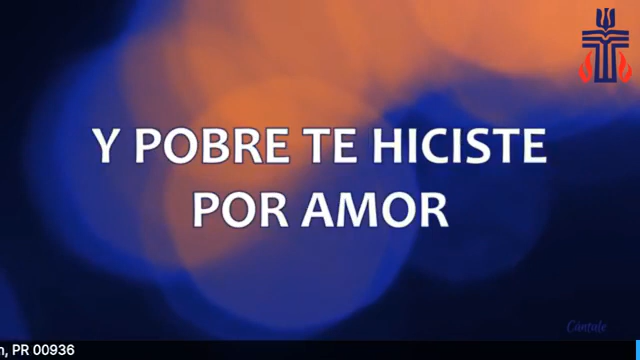 Y POBRE TE HICISTE
POR AMOR
Cántale
n, PR 00936